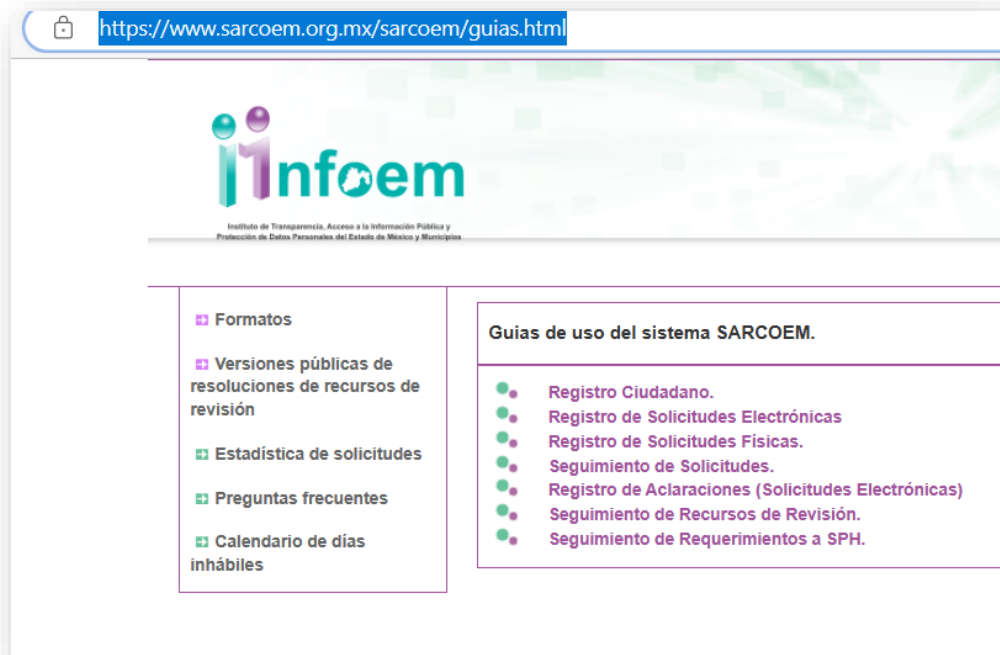 https://www.sarcoem.org.mx/sarcoem/guias.html
infoem
Instituto de Transparencia, Acceso a la Información Pública y
Protección de Datos Personales del Estado de México y Municipios
Formatos
Versiones públicas de
resoluciones de recursos de
revisión
Estadística de solicitudes
Preguntas frecuentes
Calendario de días
inhábiles
Guias de uso del sistema SARCOEM.
Registro Ciudadano.
Registro de Solicitudes Electrónicas
Registro de Solicitudes Físicas.
Seguimiento de Solicitudes.
Registro de Aclaraciones (Solicitudes Electrónicas)
Seguimiento de Recursos de Revisión.
Seguimiento de Requerimientos a SPH.